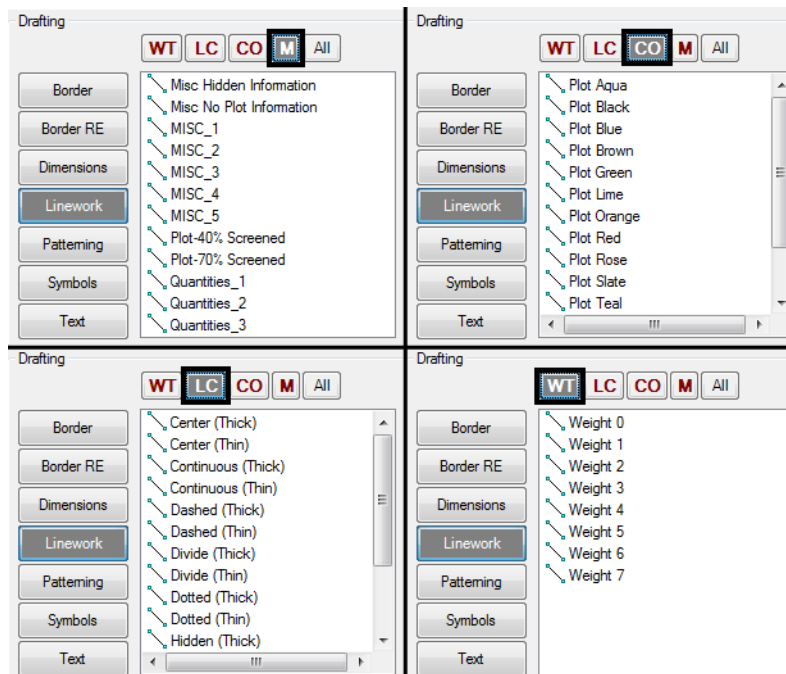 Drafting
WT LC CO M All
Border
Border RE
Dimensions
Linework
Patterning
Symbols
Text
Misc Hidden Information
Misc No Plot Information
MISC_1
MISC_2
MISC_3
MISC_4
MISC_5
Plot-40% Screened
Plot-70% Screened
Quantities_1
Quantities_2
Quantities_3
Drafting
WT LC CO M All
Border
Border RE
Dimensions
Linework
Patterning
Symbols
Text
Plot Aqua
Plot Black
Plot Blue
Plot Brown
Plot Green
Plot Lime
Plot Orange
Plot Red
Plot Rose
Plot Slate
Plot Teal
Drafting
WT LC CO M All
Border
Border RE
Dimensions
Linework
Patterning
Symbols
Text
Center (Thick)
Center (Thin)
Continuous (Thick)
Continuous (Thin)
Dashed (Thick)
Dashed (Thin)
Divide (Thick)
Divide (Thin)
Dotted (Thick)
Dotted (Thin)
Hidden (Thick)
Drafting
WT LC CO M All
Border
Border RE
Dimensions
Linework
Patterning
Symbols
Text
Weight 0
Weight 1
Weight 2
Weight 3
Weight 4
Weight 5
Weight 6
Weight 7